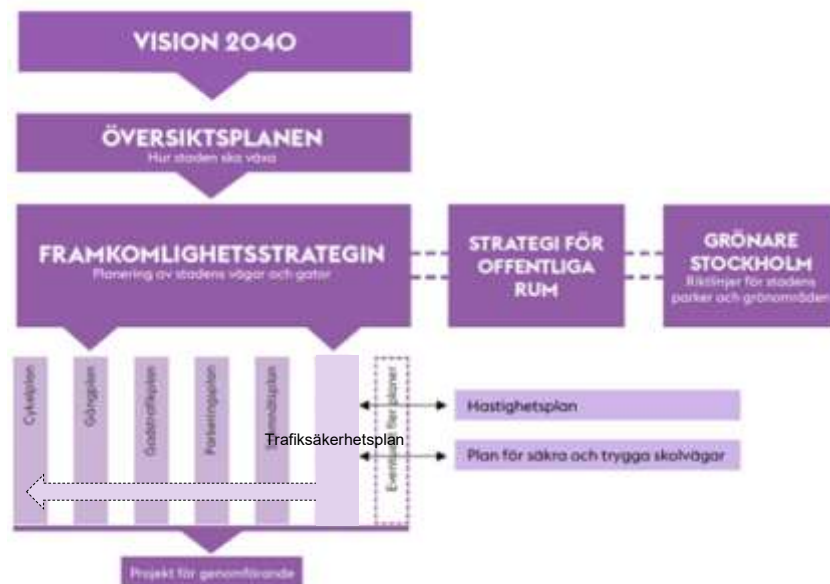 VISION 2040
ÖVERSIKTSPLANEN
Hur staden ska växa
FRAMKOMLIGHETSSTRATEGIN
Planering av stadens vägar och gator
STRATEGI FÖR
OFFENTLIGA
RUM
GRÖNARE
STOCKHOLM
Riktlinjer för stadens
parker och grönområden
Cykelplan
Gångplan
Godstrafikplan
Parkeringsplan
Stomnätsplan
Trafiksäkerhetsplan
Eventuellt fler planer
Hastighetsplan
Plan för säkra och trygga skolvägar
Projekt för genomförande